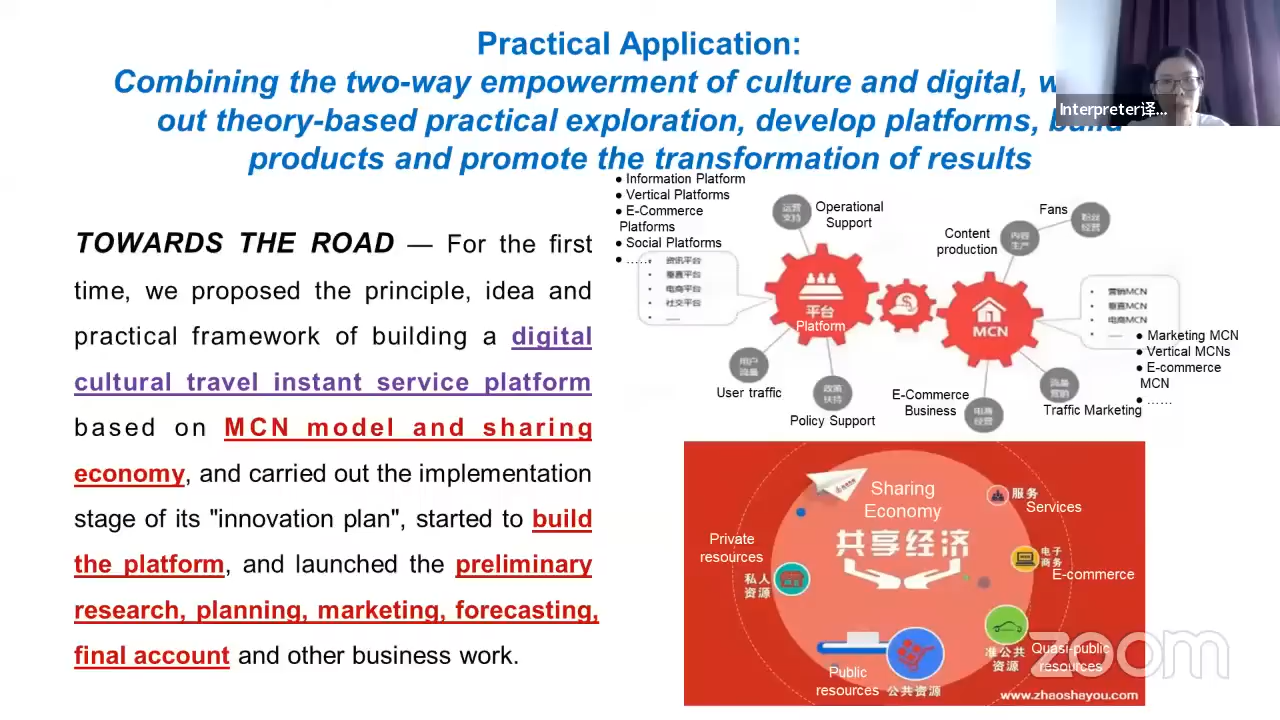 Practical Application:
Combining the two-way empowerment of culture and digital, w
out theory-based practical exploration, develop platforms, build
products and promote the transformation of results
Interpreter译...
TOWARDS THE ROAD — For the first
time, we proposed the principle, idea and
practical framework of building a digital
cultural travel instant service platform
based on MCN model and sharing
economy, and carried out the implementation
stage of its "innovation plan", started to build
the platform, and launched the preliminary
research, planning, marketing, forecasting,
final account and other business work.
● Information Platform
● Vertical Platforms
● E-Commerce
Platforms
● Social Platforms
● ......
• 资讯平台
• 垂直平台
• 电商平台
• 社交平台
• ......
运营
支持
Operational
Support
平台
Platform
用户
流量
User traffic
政策
扶持
Policy Support
Content
production
内容
生产
Fans
粉丝
经营
MCN
• 营销MCN
• 垂直MCN
• 电商MCN
• ......
● Marketing MCN
● Vertical MCNs
● E-commerce
MCN
● ......
E-Commerce
Business
电商
经营
流量
营销
Traffic Marketing
Sharing
Economy
共享经济
服务
Services
Private
resources
私人
资源
电子
商务
E-commerce
准公共
资源
Quasi-public
resources
Public
resources
公共资源
www.zhaoshayou.com
zoom